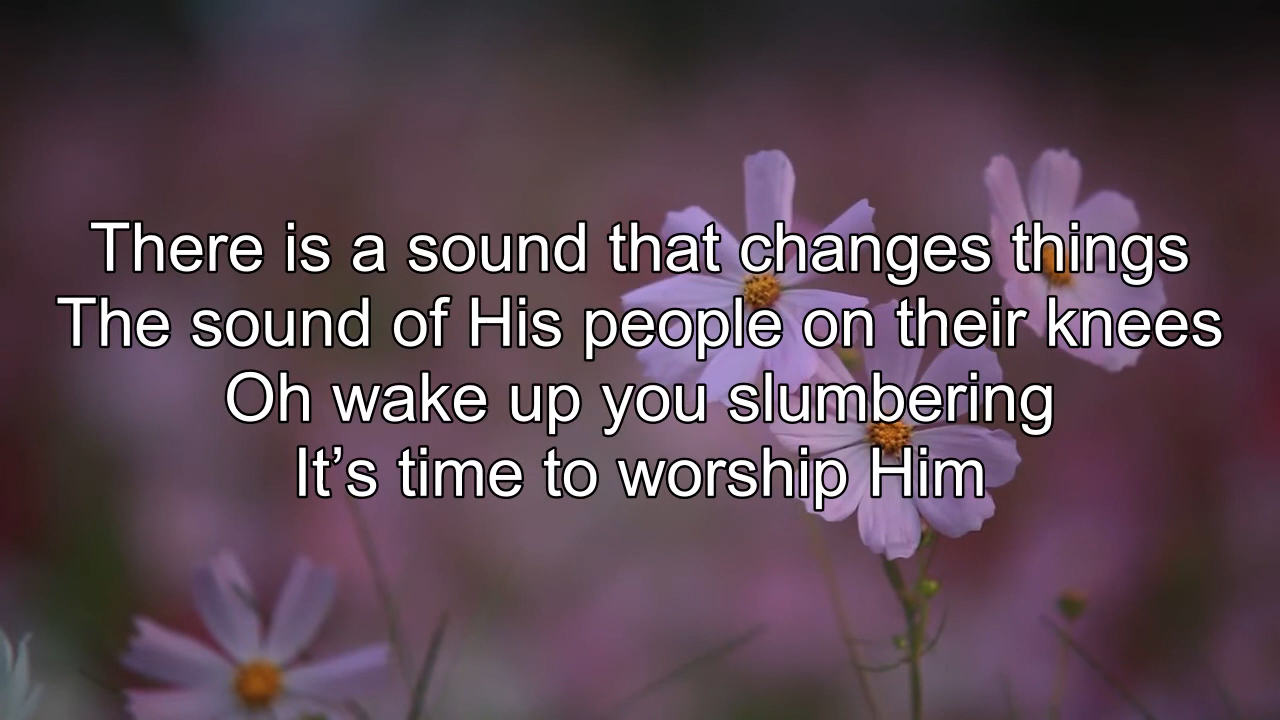 There is a sound that changes things
The sound of His people on their knees
Oh wake up you slumbering
It’s time to worship Him